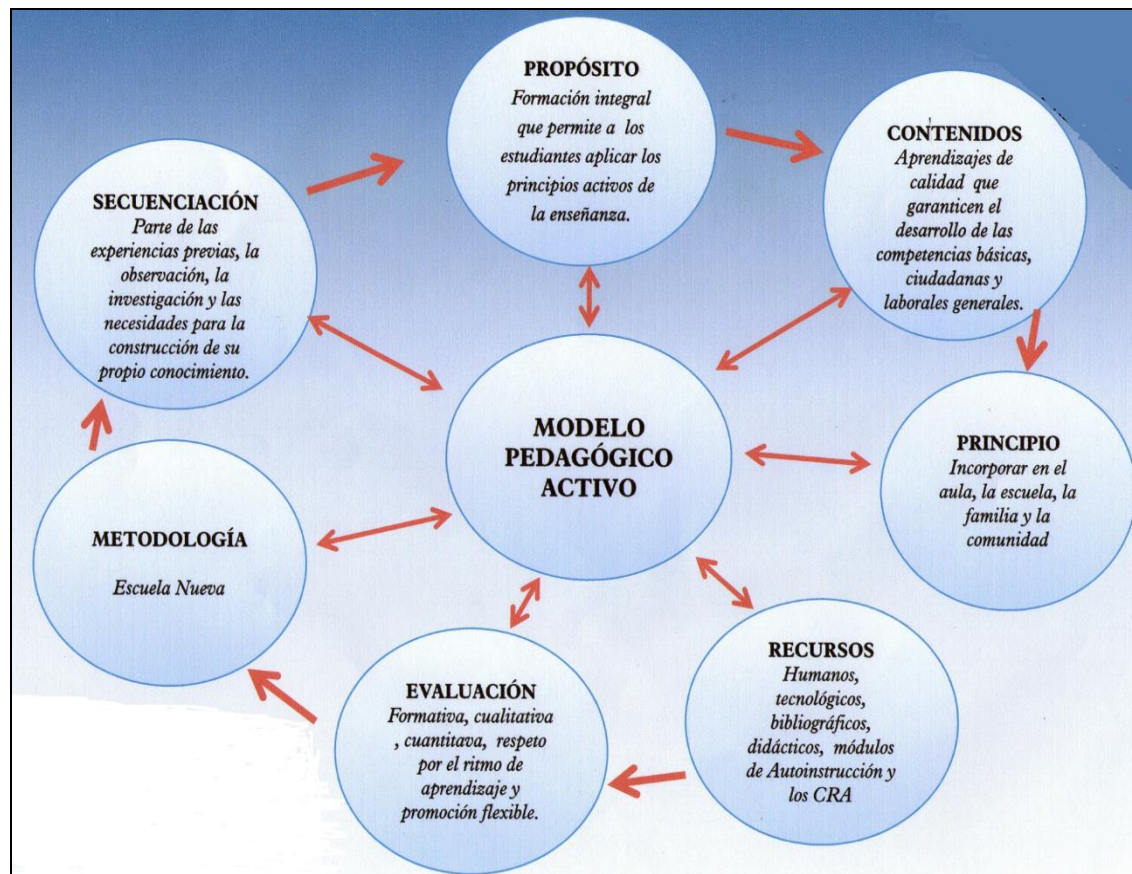 PROPÓSITO
Formación integral
que permite a los
estudiantes aplicar los
principios activos de
la enseñanza.
CONTENIDOS
Aprendizajes de
calidad que
garanticen el
desarrollo de las
competencias básicas,
ciudadanas y
laborales generales.
PRINCIPIO
Incorporar en el
aula, la escuela, la
familia y la
comunidad
RECURSOS
Humanos,
tecnológicos,
bibliográficos,
didácticos, módulos
de Autoinstrucción y
los CRA
EVALUACIÓN
Formativa, cualitativa
, cuantitava, respeto
por el ritmo de
aprendizaje y
promoción flexible.
METODOLOGÍA
Escuela Nueva
SECUENCIACIÓN
Parte de las
experiencias previas, la
observación, la
investigación y las
necesidades para la
construcción de su
propio conocimiento.
MODELO
PEDAGÓGICO
ACTIVO